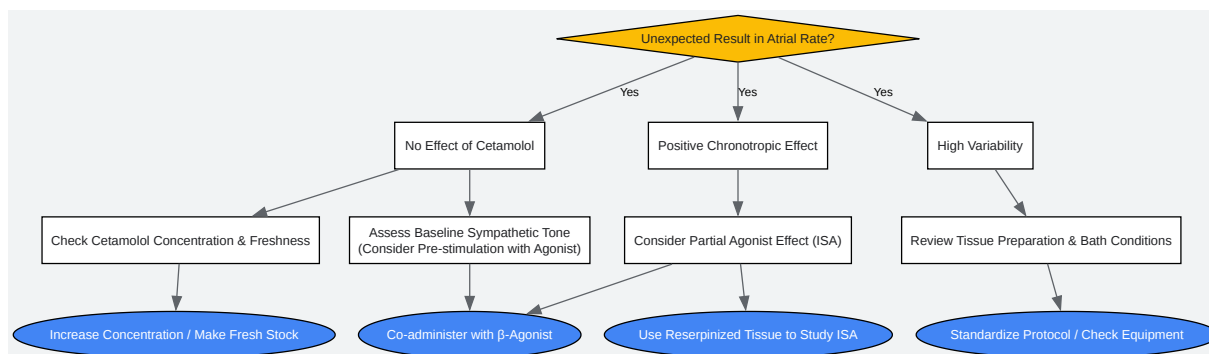 Unexpected Result in Atrial Rate?
Yes
Yes
Yes
No Effect of Cetamolol
Positive Chronotropic Effect
High Variability
Check Cetamolol Concentration & Freshness
Assess Baseline Sympathetic Tone
(Consider Pre-stimulation with Agonist)
Consider Partial Agonist Effect (ISA)
Review Tissue Preparation & Bath Conditions
Increase Concentration / Make Fresh Stock
Co-administer with β-Agonist
Use Reserpinized Tissue to Study ISA
Standardize Protocol / Check Equipment